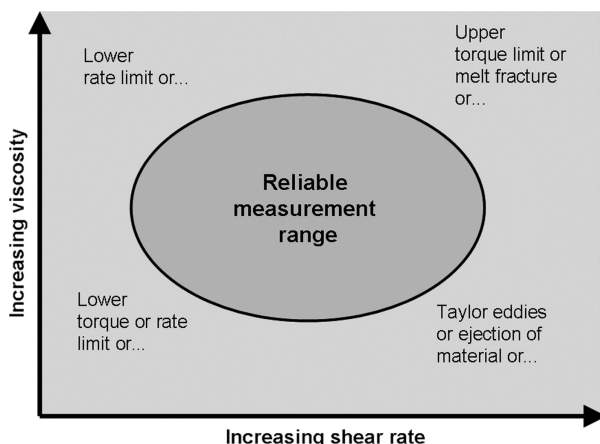 Lower
rate limit or...
Upper
torque limit or
melt fracture
or...
Increasing viscosity
Reliable
measurement
range
Lower
torque or rate
limit or...
Taylor eddies
or ejection of
material or...
Increasing shear rate